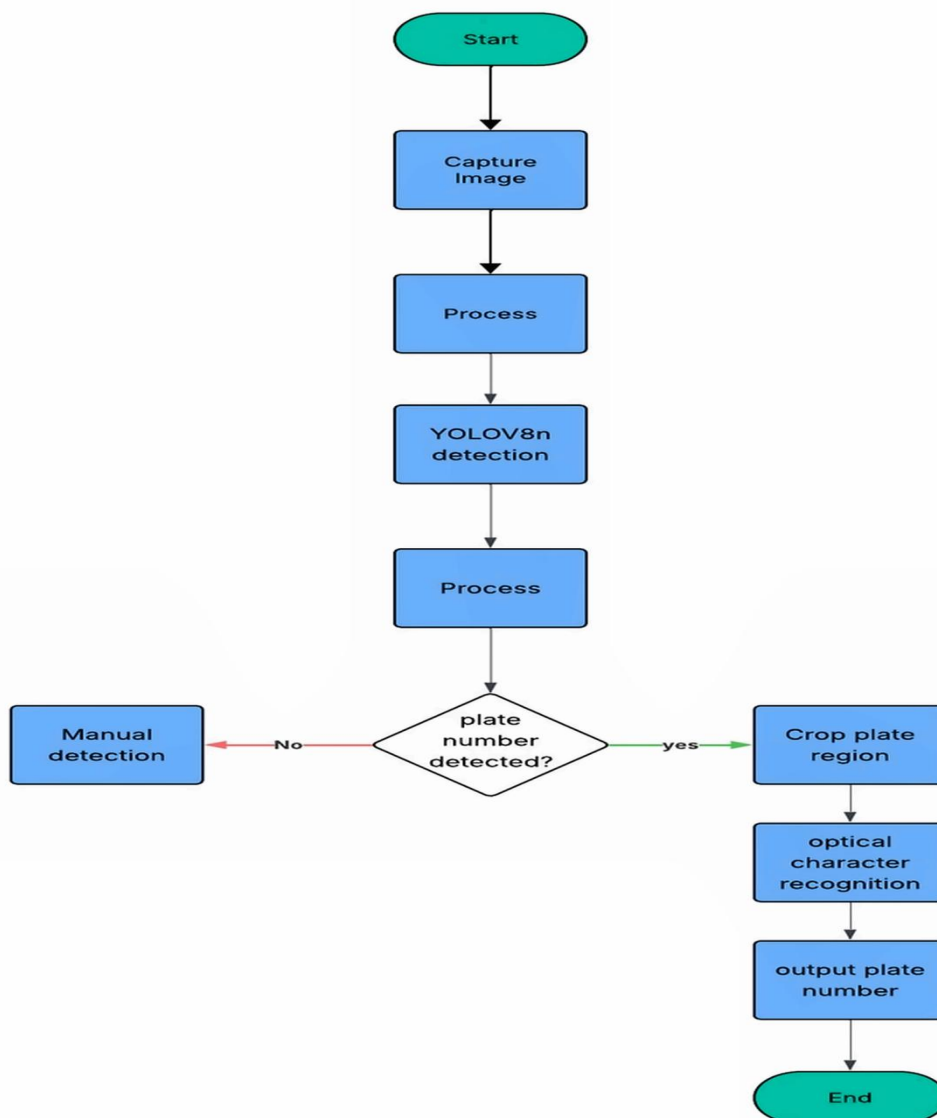 Start
Capture
Image
Process
YOLOV8n
detection
Process
plate
number
detected?
No
Manual
detection
yes
Crop plate
region
optical
character
recognition
output plate
number
End